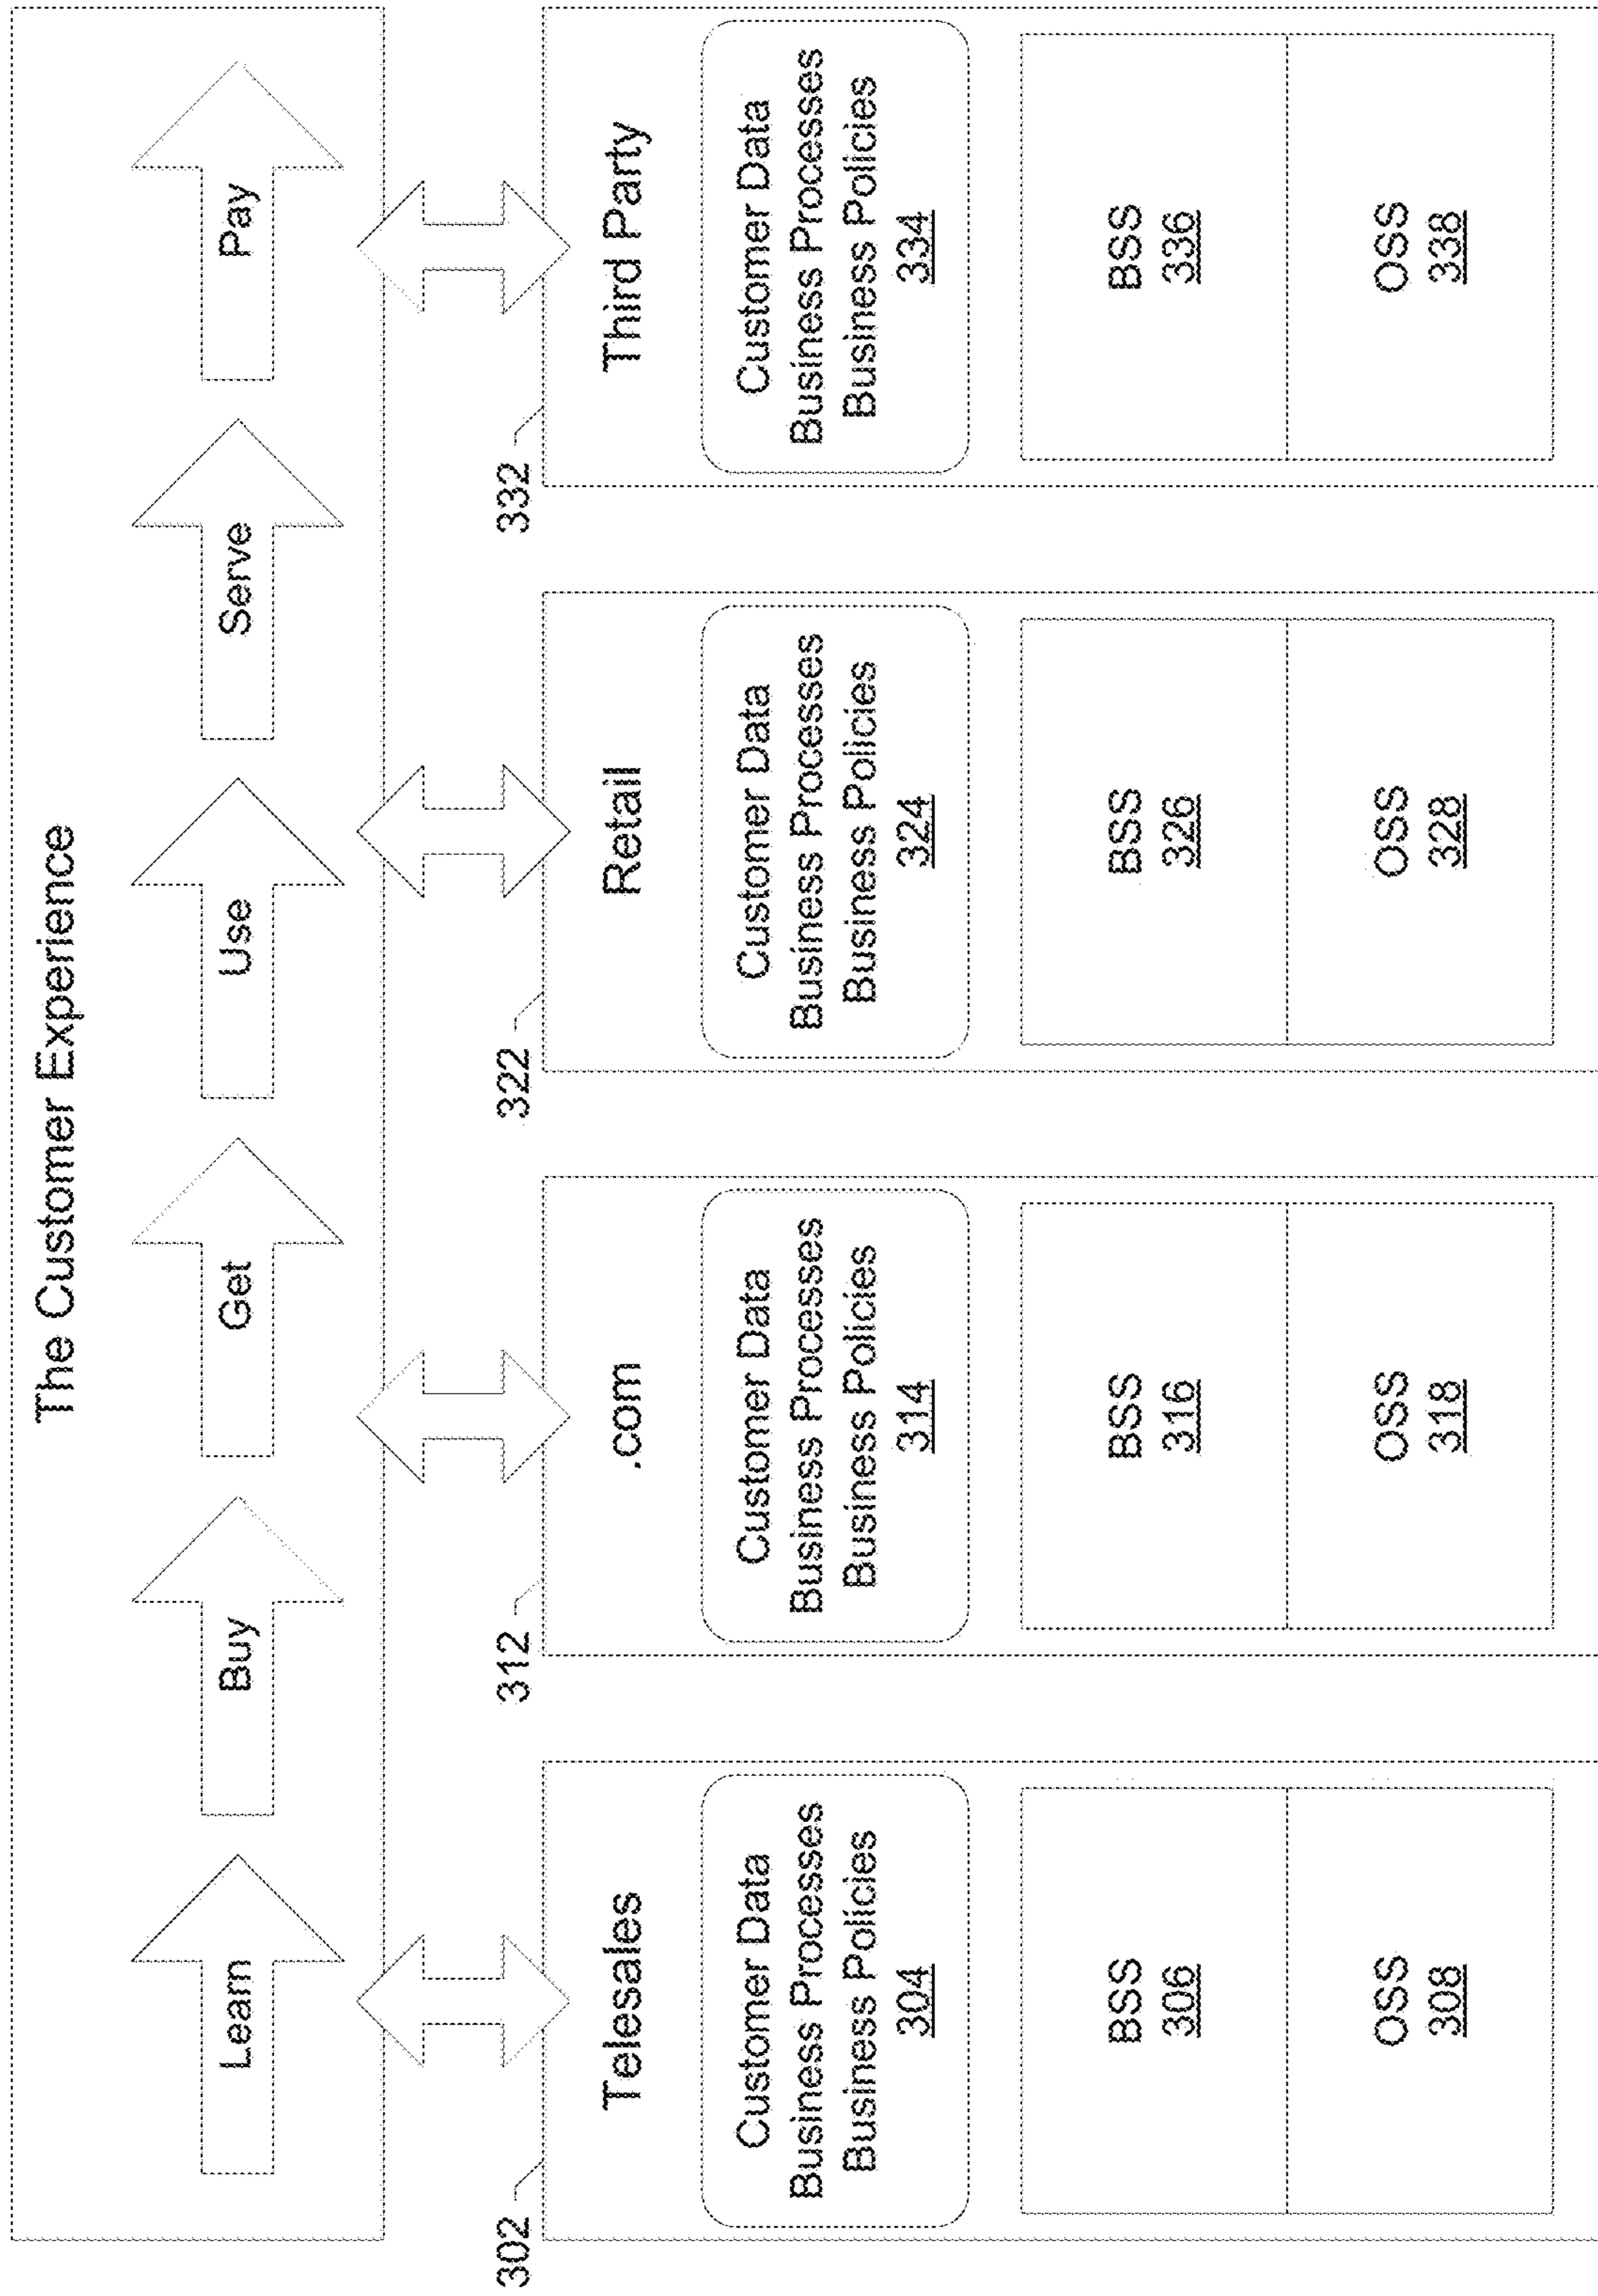 The Customer Experience
Learn
Buy
Get
Use
Serve
Pay
302
Telesales
Customer Data
Business Processes
Business Policies
304
BSS
306
OSS
308
312
.com
Customer Data
Business Processes
Business Policies
314
BSS
316
OSS
318
322
Retail
Customer Data
Business Processes
Business Policies
324
BSS
326
OSS
328
332
Third Party
Customer Data
Business Processes
Business Policies
334
BSS
336
OSS
338